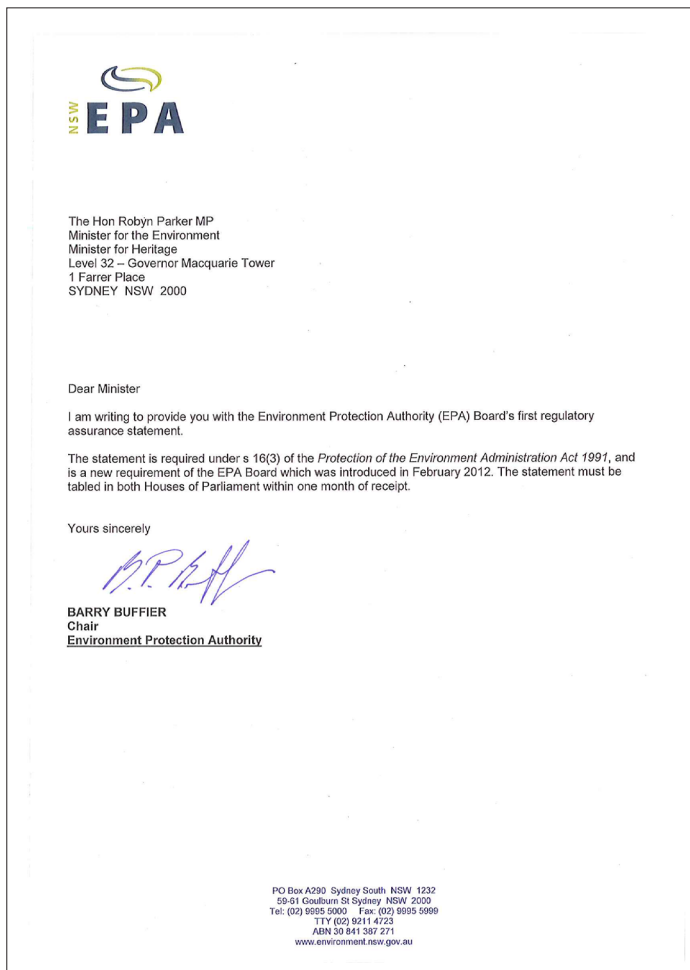 NSW EPA
The Hon Robyn Parker MP
Minister for the Environment
Minister for Heritage
Level 32 – Governor Macquarie Tower
1 Farrer Place
SYDNEY NSW 2000
Dear Minister
I am writing to provide you with the Environment Protection Authority (EPA) Board's first regulatory
assurance statement.
The statement is required under s 16(3) of the Protection of the Environment Administration Act 1991, and
is a new requirement of the EPA Board which was introduced in February 2012. The statement must be
tabled in both Houses of Parliament within one month of receipt.
Yours sincerely
BARRY BUFFIER
Chair
Environment Protection Authority
PO Box A290 Sydney South NSW 1232
59-61 Goulburn St Sydney NSW 2000
Tel: (02) 9995 5000 Fax: (02) 9995 5999
TTY (02) 9211 4723
ABN 30 841 387 271
www.environment.nsw.gov.au